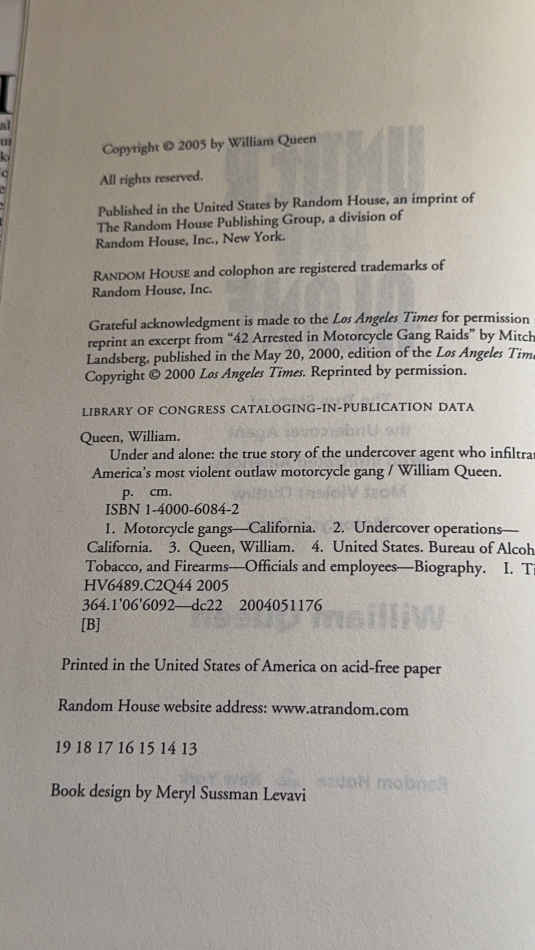 Copyright © 2005 by William Queen
All rights reserved.
Published in the United States by Random House, an imprint of
The Random House Publishing Group, a division of
Random House, Inc., New York.
RANDOM HOUSE and colophon are registered trademarks of
Random House, Inc.
Grateful acknowledgment is made to the Los Angeles Times for permission
reprint an excerpt from “42 Arrested in Motorcycle Gang Raids” by Mitch
Landsberg, published in the May 20, 2000, edition of the Los Angeles Tim
Copyright © 2000 Los Angeles Times. Reprinted by permission.
LIBRARY OF CONGRESS CATALOGING-IN-PUBLICATION DATA
Queen, William.
Under and alone: the true story of the undercover agent who infiltra
America’s most violent outlaw motorcycle gang / William Queen.
p. cm.
ISBN 1-4000-6084-2
1. Motorcycle gangs—California. 2. Undercover operations—
California. 3. Queen, William. 4. United States. Bureau of Alcoh
Tobacco, and Firearms—Officials and employees—Biography. I. Ti
HV6489.C2Q44 2005
364.1’06’6092—dc22 2004051176
[B]
Printed in the United States of America on acid-free paper
Random House website address: www.atrandom.com
19 18 17 16 15 14 13
Book design by Meryl Sussman Levavi